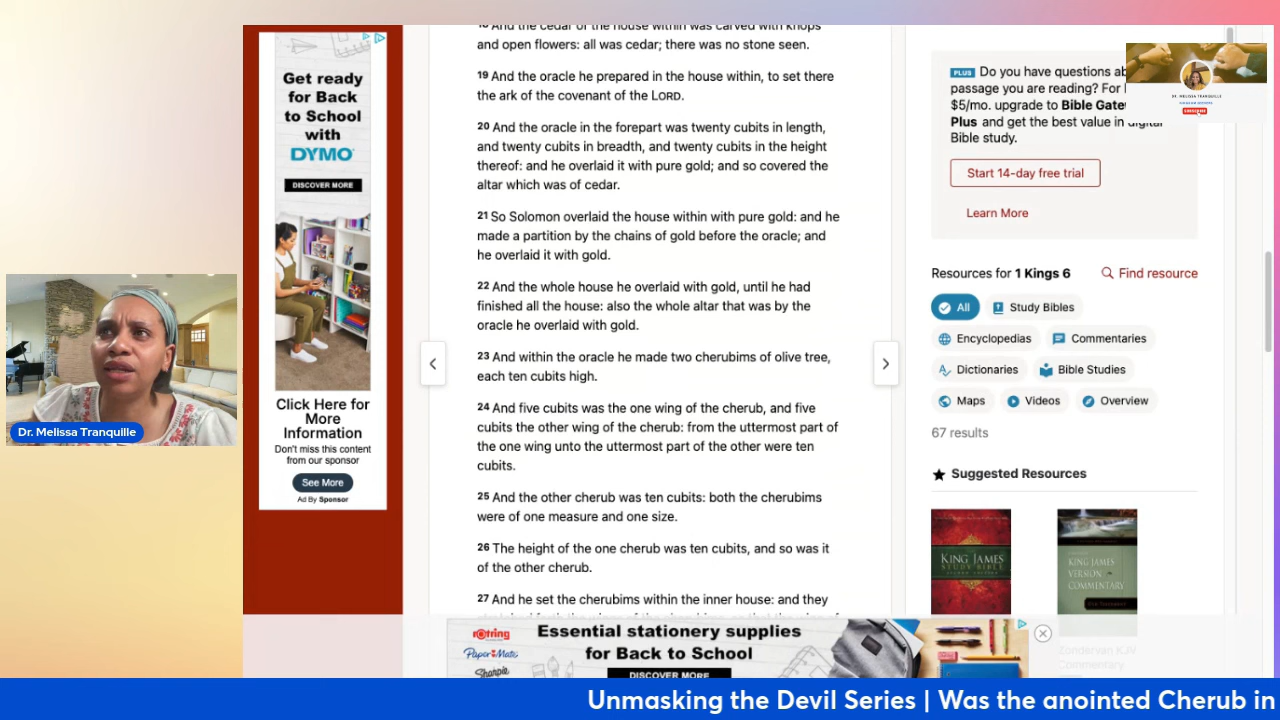 Dr. Melissa Tranquille
Get ready
for Back
to School
with
DYMO
DISCOVER MORE
Click Here for
More
Information
Don't miss this content
from our sponsor
See More
Ad By Sponsor
18 And the cedar of the house within was carved with knops
and open flowers: all was cedar; there was no stone seen.
19 And the oracle he prepared in the house within, to set there
the ark of the covenant of the LORD.
20 And the oracle in the forepart was twenty cubits in length,
and twenty cubits in breadth, and twenty cubits in the height
thereof: and he overlaid it with pure gold; and so covered the
altar which was of cedar.
21 So Solomon overlaid the house within with pure gold: and he
made a partition by the chains of gold before the oracle; and
he overlaid it with gold.
22 And the whole house he overlaid with gold, until he had
finished all the house: also the whole altar that was by the
oracle he overlaid with gold.
23 And within the oracle he made two cherubims of olive tree,
each ten cubits high.
24 And five cubits was the one wing of the cherub, and five
cubits the other wing of the cherub: from the uttermost part of
the one wing unto the uttermost part of the other were ten
cubits.
25 And the other cherub was ten cubits: both the cherubims
were of one measure and one size.
26 The height of the one cherub was ten cubits, and so was it
of the other cherub.
27 And he set the cherubims within the inner house: and they
PLUS Do you have questions
passage you are reading? For
$5/mo. upgrade to Bible
Plus and get the best value in digital
Bible study.
Start 14-day free trial
Learn More
DR. MELISSA TRANQUILLE
SUBSCRIBE
Resources for 1 Kings 6
Find resource
All
Study Bibles
Encyclopedias
Commentaries
Dictionaries
Bible Studies
Maps
Videos
Overview
67 results
Suggested Resources
KING JAMES
STUDY BIBLE
KING JAMES
VERSION
COMMENTARY
Zondervan KJV
Commentary
rotring
Paper Mate
Sharpie
Essential stationery supplies
for Back to School
DISCOVER MORE
Unmasking the Devil Series | Was the anointed Cherub in